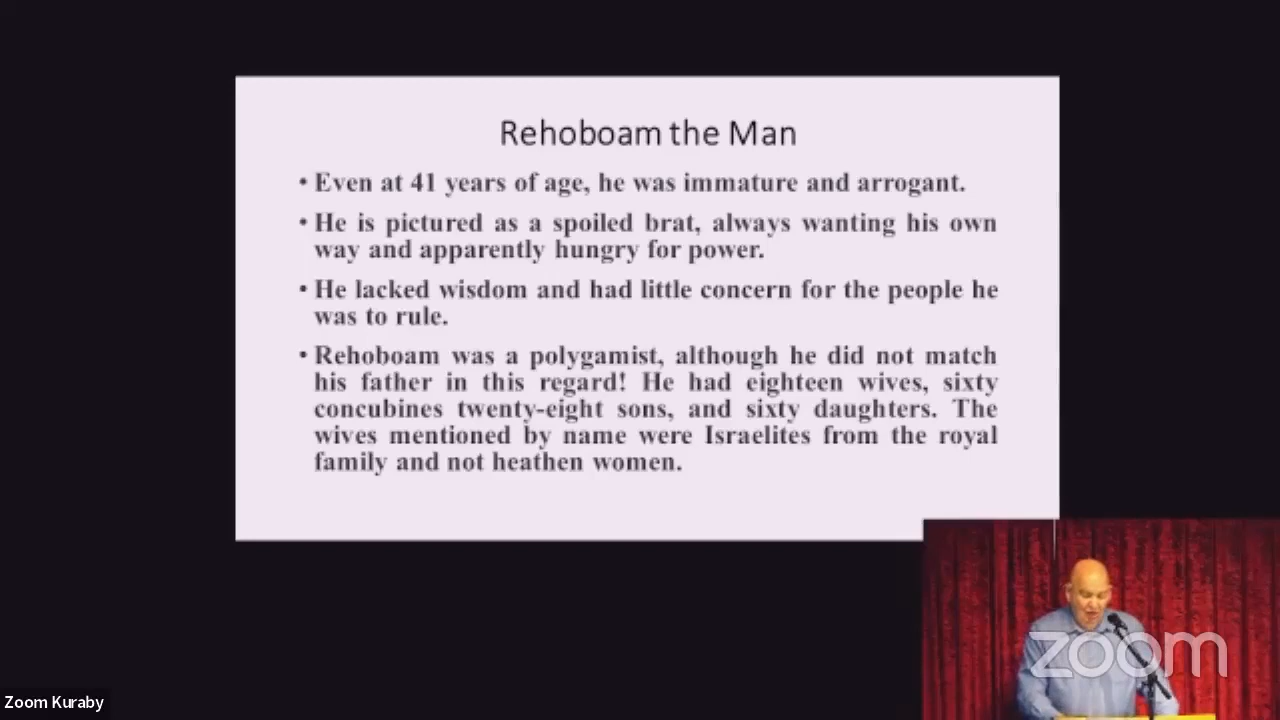 Rehoboam the Man
• Even at 41 years of age, he was immature and arrogant.
• He is pictured as a spoiled brat, always wanting his own
way and apparently hungry for power.
• He lacked wisdom and had little concern for the people he
was to rule.
• Rehoboam was a polygamist, although he did not match
his father in this regard! He had eighteen wives, sixty
concubines twenty-eight sons, and sixty daughters. The
wives mentioned by name were Israelites from the royal
family and not heathen women.
zoom
Zoom Kuraby